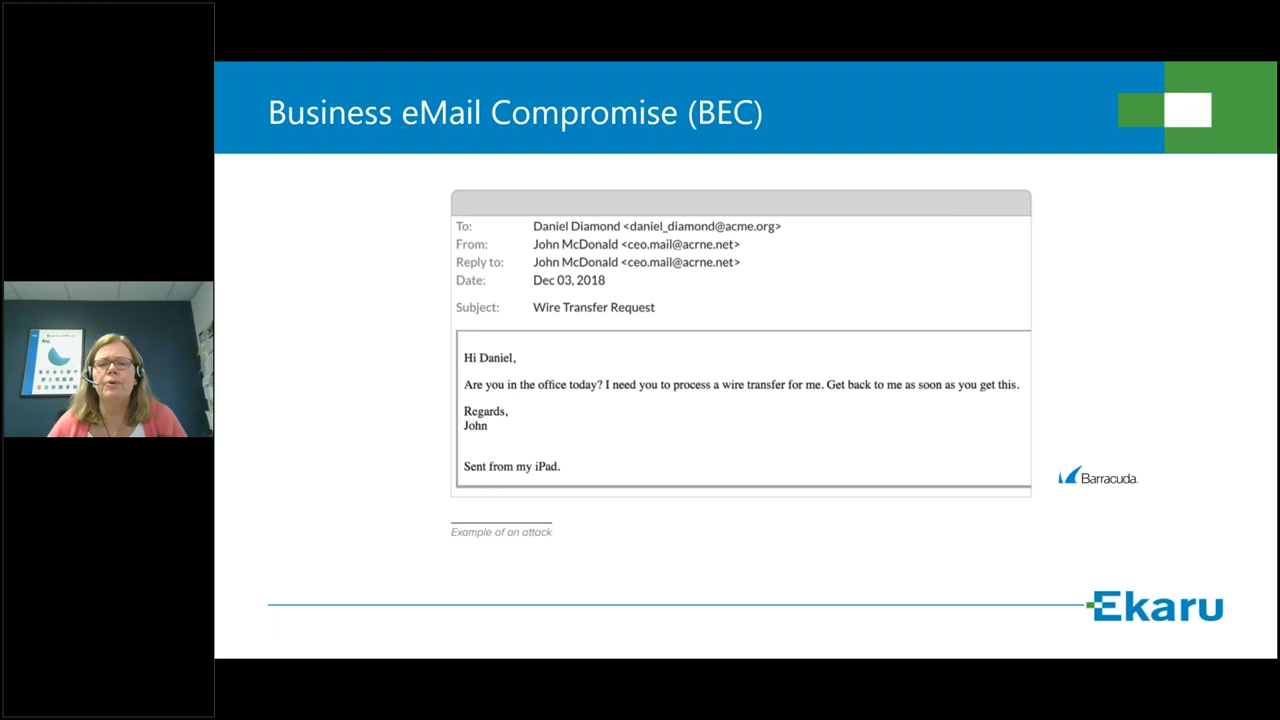 Business eMail Compromise (BEC)
To: Daniel Diamond <daniel_diamond@acme.org>
From: John McDonald <ceo.mail@acrne.net>
Reply to: John McDonald <ceo.mail@acrne.net>
Date: Dec 03, 2018
Subject: Wire Transfer Request
Hi Daniel,
Are you in the office today? I need you to process a wire transfer for me. Get back to me as soon as you get this.
Regards,
John
Sent from my iPad.
Barracuda.
Example of an attack
Ekaru